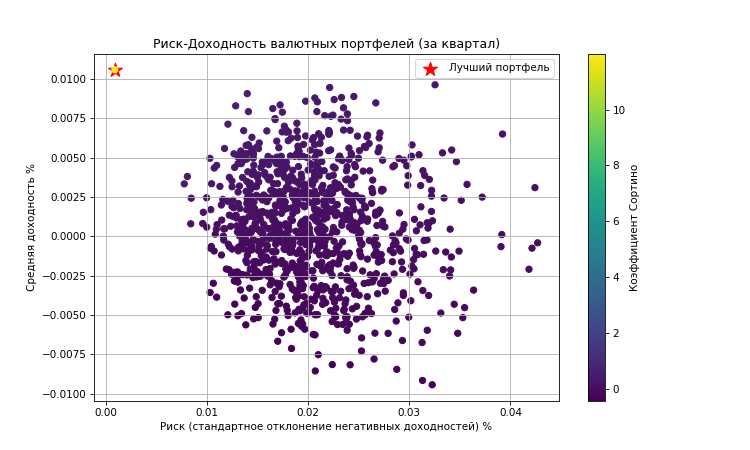 Риск-Доходность валютных портфелей (за квартал)
Лучший портфель
0.0100
0.0075
0.0050
0.0025
0.0000
−0.0025
−0.0050
−0.0075
−0.0100
Средняя доходность %
0.00 0.01 0.02 0.03 0.04
Риск (стандартное отклонение негативных доходностей) %
10
8
6
4
2
0
Коэффициент Сортино